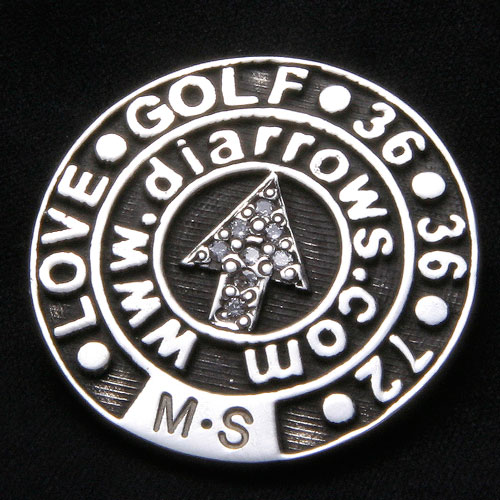 • LOVE • GOLF • 36 • 36 • 72 •
www.diarrows.com
M·S